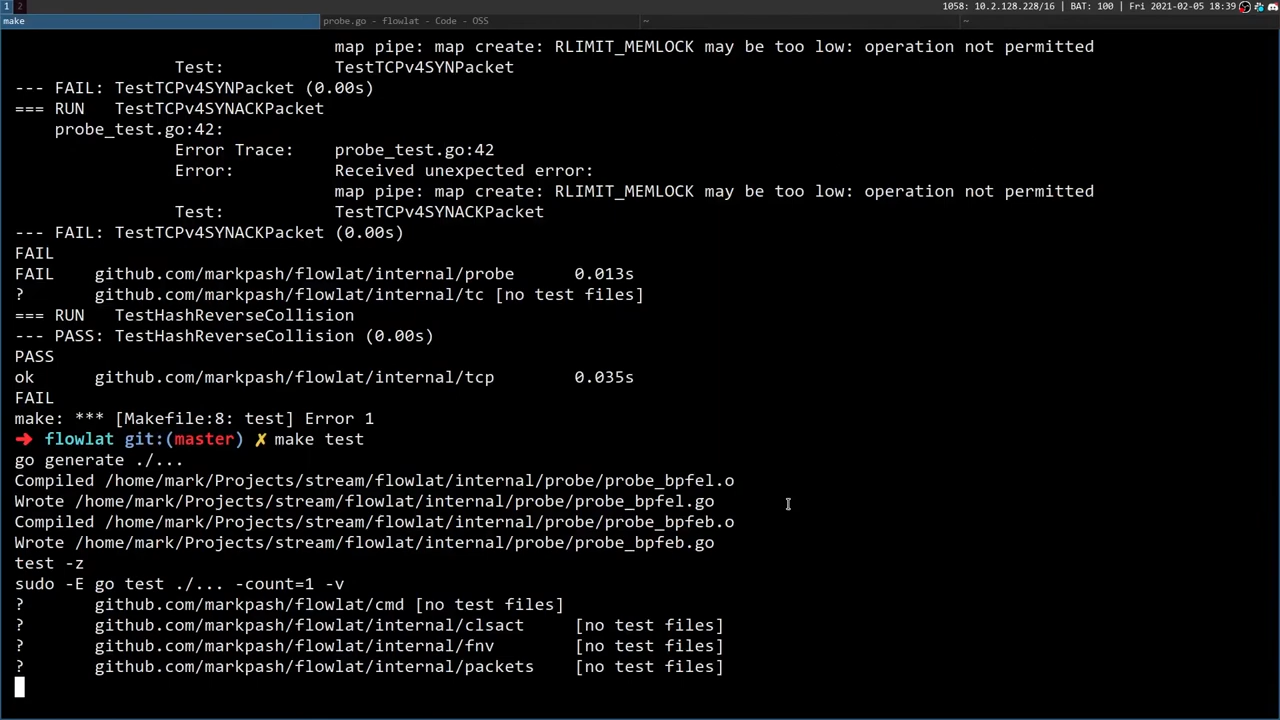 1 2 1058: 10.2.128.228/16 | BAT: 100 | Fri 2021-02-05 18:39
make probe.go - flowlat - Code - OSS ~ ~
map pipe: map create: RLIMIT_MEMLOCK may be too low: operation not permitted
Test: TestTCPv4SYNPacket
--- FAIL: TestTCPv4SYNPacket (0.00s)
=== RUN TestTCPv4SYNACKPacket
probe_test.go:42:
Error Trace: probe_test.go:42
Error: Received unexpected error:
map pipe: map create: RLIMIT_MEMLOCK may be too low: operation not permitted
Test: TestTCPv4SYNACKPacket
--- FAIL: TestTCPv4SYNACKPacket (0.00s)
FAIL
FAIL github.com/markpash/flowlat/internal/probe 0.013s
? github.com/markpash/flowlat/internal/tc [no test files]
=== RUN TestHashReverseCollision
--- PASS: TestHashReverseCollision (0.00s)
PASS
ok github.com/markpash/flowlat/internal/tcp 0.035s
FAIL
make: *** [Makefile:8: test] Error 1
➜ flowlat git:(master) ✗ make test
go generate ./...
Compiled /home/mark/Projects/stream/flowlat/internal/probe/probe_bpfel.o
Wrote /home/mark/Projects/stream/flowlat/internal/probe/probe_bpfel.go
Compiled /home/mark/Projects/stream/flowlat/internal/probe/probe_bpfeb.o
Wrote /home/mark/Projects/stream/flowlat/internal/probe/probe_bpfeb.go
test -z
sudo -E go test ./... -count=1 -v
? github.com/markpash/flowlat/cmd [no test files]
? github.com/markpash/flowlat/internal/clsact [no test files]
? github.com/markpash/flowlat/internal/fnv [no test files]
? github.com/markpash/flowlat/internal/packets [no test files]